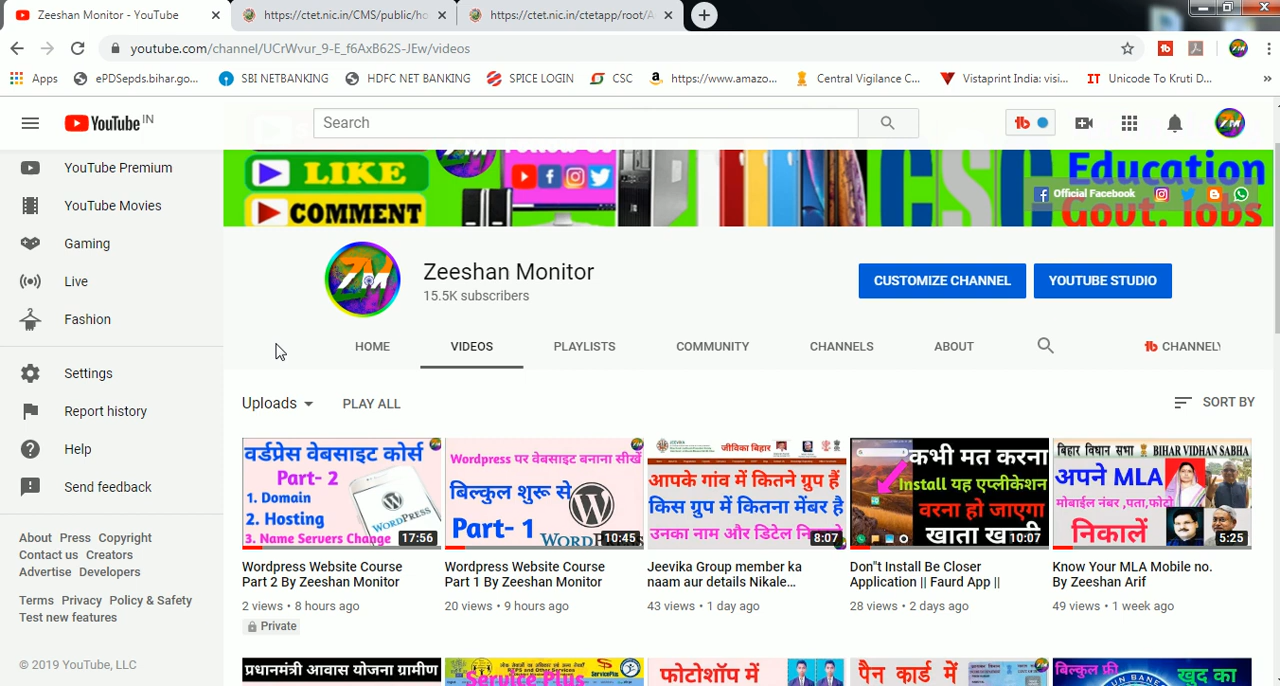 Zeeshan Monitor - YouTube
https://ctet.nic.in/CMS/public/ho
https://ctet.nic.in/ctetapp/root/A
youtube.com/channel/UCrWvur_9-E_f6AxB62S-JEw/videos
Apps ePDSepds.bihar.go... SBI NETBANKING HDFC NET BANKING SPICE LOGIN CSC https://www.amazo... Central Vigilance C... Vistaprint India: visi... IT Unicode To Kruti D... »
YouTube IN
Search
YouTube Premium
YouTube Movies
Gaming
Live
Fashion
Settings
Report history
Help
Send feedback
About Press Copyright
Contact us Creators
Advertise Developers
Terms Privacy Policy & Safety
Test new features
© 2019 YouTube, LLC
LIKE
COMMENT
CSC
Education
Govt. Jobs
Official Facebook
ZM
Zeeshan Monitor
15.5K subscribers
CUSTOMIZE CHANNEL
YOUTUBE STUDIO
HOME VIDEOS PLAYLISTS COMMUNITY CHANNELS ABOUT CHANNELY
Uploads PLAY ALL
SORT BY
वर्डप्रेस वेबसाइट कोर्स
Part- 2
1. Domain
2. Hosting
3. Name Servers Change
WORDPRESS
17:56
Wordpress Website Course
Part 2 By Zeeshan Monitor
2 views • 8 hours ago
Private
Wordpress पर वेबसाइट बनाना सीखें
बिल्कुल शुरू से
Part- 1
10:45
Wordpress Website Course
Part 1 By Zeeshan Monitor
20 views • 9 hours ago
जीविका बिहार
आपके गांव में कितने ग्रुप हैं
किस ग्रुप में कितना मेंबर है
उनका नाम और डिटेल
8:07
Jeevika Group member ka
naam aur details Nikale...
43 views • 1 day ago
कभी मत करना
Install यह एप्लीकेशन
वरना हो जाएगा
खाता
10:07
Don"t Install Be Closer
Application || Faurd App ||
28 views • 2 days ago
बिहार विधान सभा BIHAR VIDHAN SABHA
अपने MLA
मोबाईल नंबर ,पता,फोटो
निकालें
5:25
Know Your MLA Mobile no.
By Zeeshan Arif
49 views • 1 week ago
प्रधानमंत्री आवास योजना ग्रामीण
Service Plus
फोटोशॉप में
पैन कार्ड में
बिल्कुल फ्री
खुद का